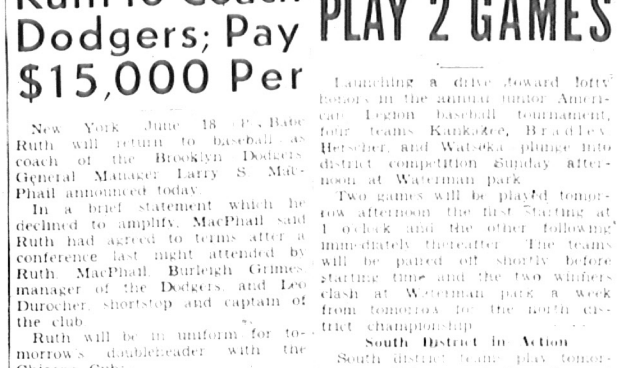 Ruth to Coach
Dodgers; Pay
$15,000 Per
New York June 18 (P) Babe
Ruth will return to baseball as
coach of the Brooklyn Dodgers
General Manager Larry S. Mac-
Phail announced today.
In a brief statement which he
declined to amplify, MacPhail said
Ruth had agreed to terms after a
conference last night attended by
Ruth, MacPhail, Burleigh Grimes,
manager of the Dodgers, and Leo
Durocher, shortstop and captain of
the club.
Ruth will be in uniform for to-
morrow's doubleheader with the
Chicago Cubs
PLAY 2 GAMES
Launching a drive toward lofty
honors in the annual junior Ameri-
can Legion baseball tournament,
four teams Kankakee, Bradley,
Herscher, and Watseka plunge into
district competition Sunday after-
noon at Waterman park.
Two games will be played tomor-
row afternoon the first starting at
1 o'clock and the other following
immediately thereafter. The teams
will be paired off shortly before
starting time and the two winners
clash at Waterman park a week
from tomorrow for the north dis-
trict championship
South District in Action
South district teams play tomor-